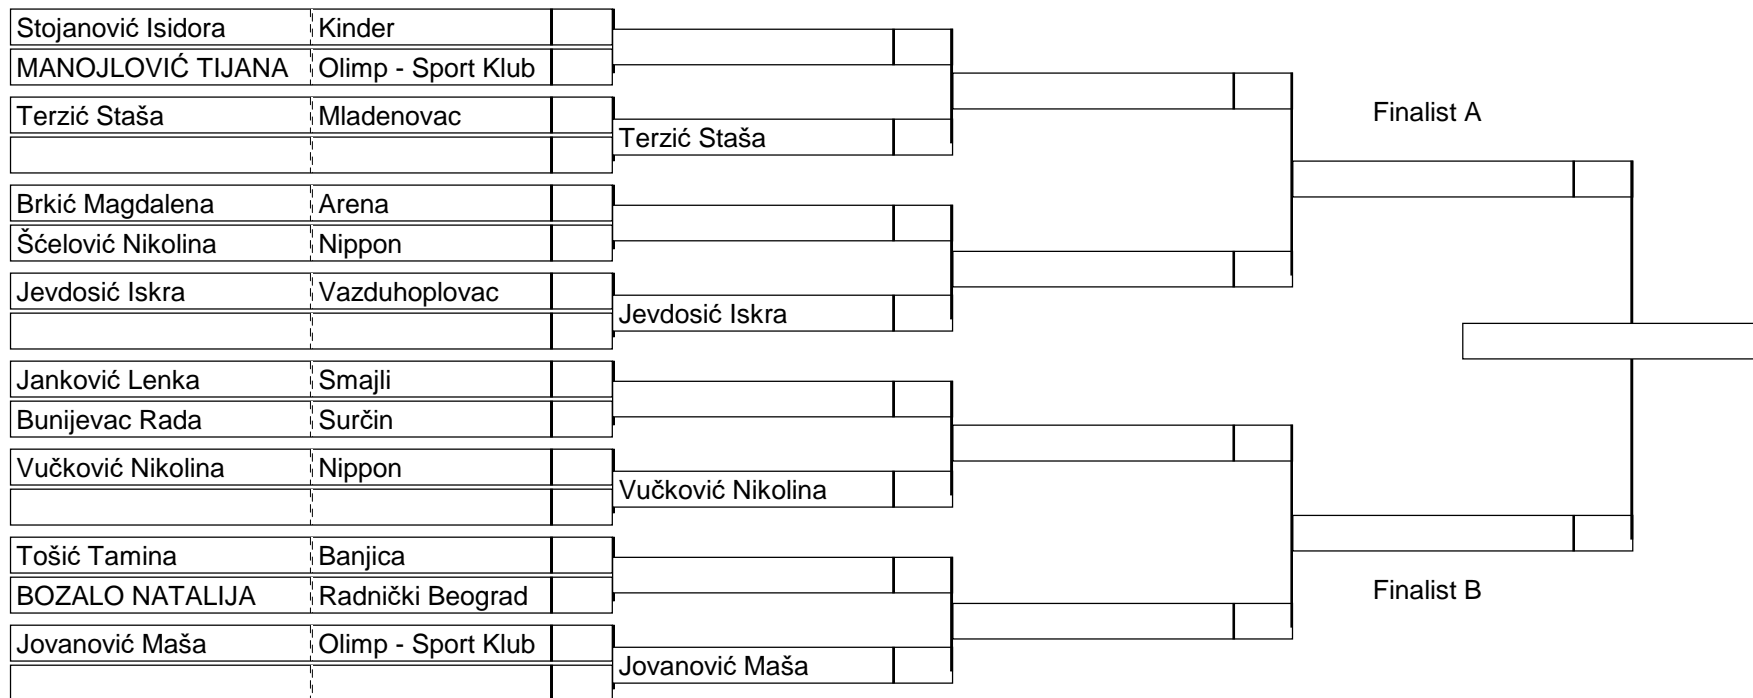 Stojanović Isidora Kinder
MANOJLOVIĆ TIJANA Olimp - Sport Klub
Terzić Staša Mladenovac
Terzić Staša
Finalist A
Brkić Magdalena Arena
Šćelović Nikolina Nippon
Jevdosić Iskra Vazduhoplovac
Jevdosić Iskra
Janković Lenka Smajli
Bunijevac Rada Surčin
Vučković Nikolina Nippon
Vučković Nikolina
Tošić Tamina Banjica
BOZALO NATALIJA Radnički Beograd
Finalist B
Jovanović Maša Olimp - Sport Klub
Jovanović Maša